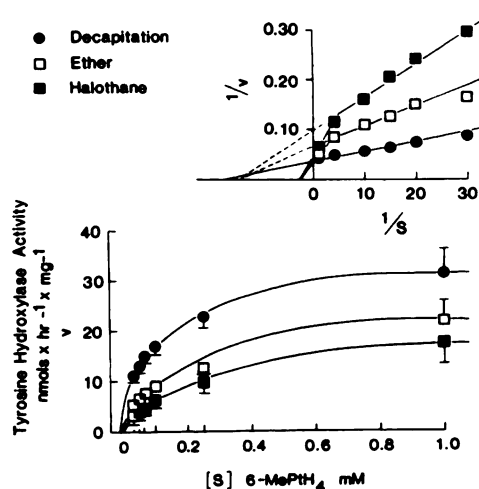 ● Decapitation
□ Ether
■ Halothane
1/v
0.30
0.20
0.10
0 10 20 30
1/S
Tyrosine Hydroxylase Activity
nmols x hr⁻¹ x mg⁻¹
v
40
30
20
10
0
0 0.2 0.4 0.6 0.8 1.0
[S] 6-MePtH₄ mM